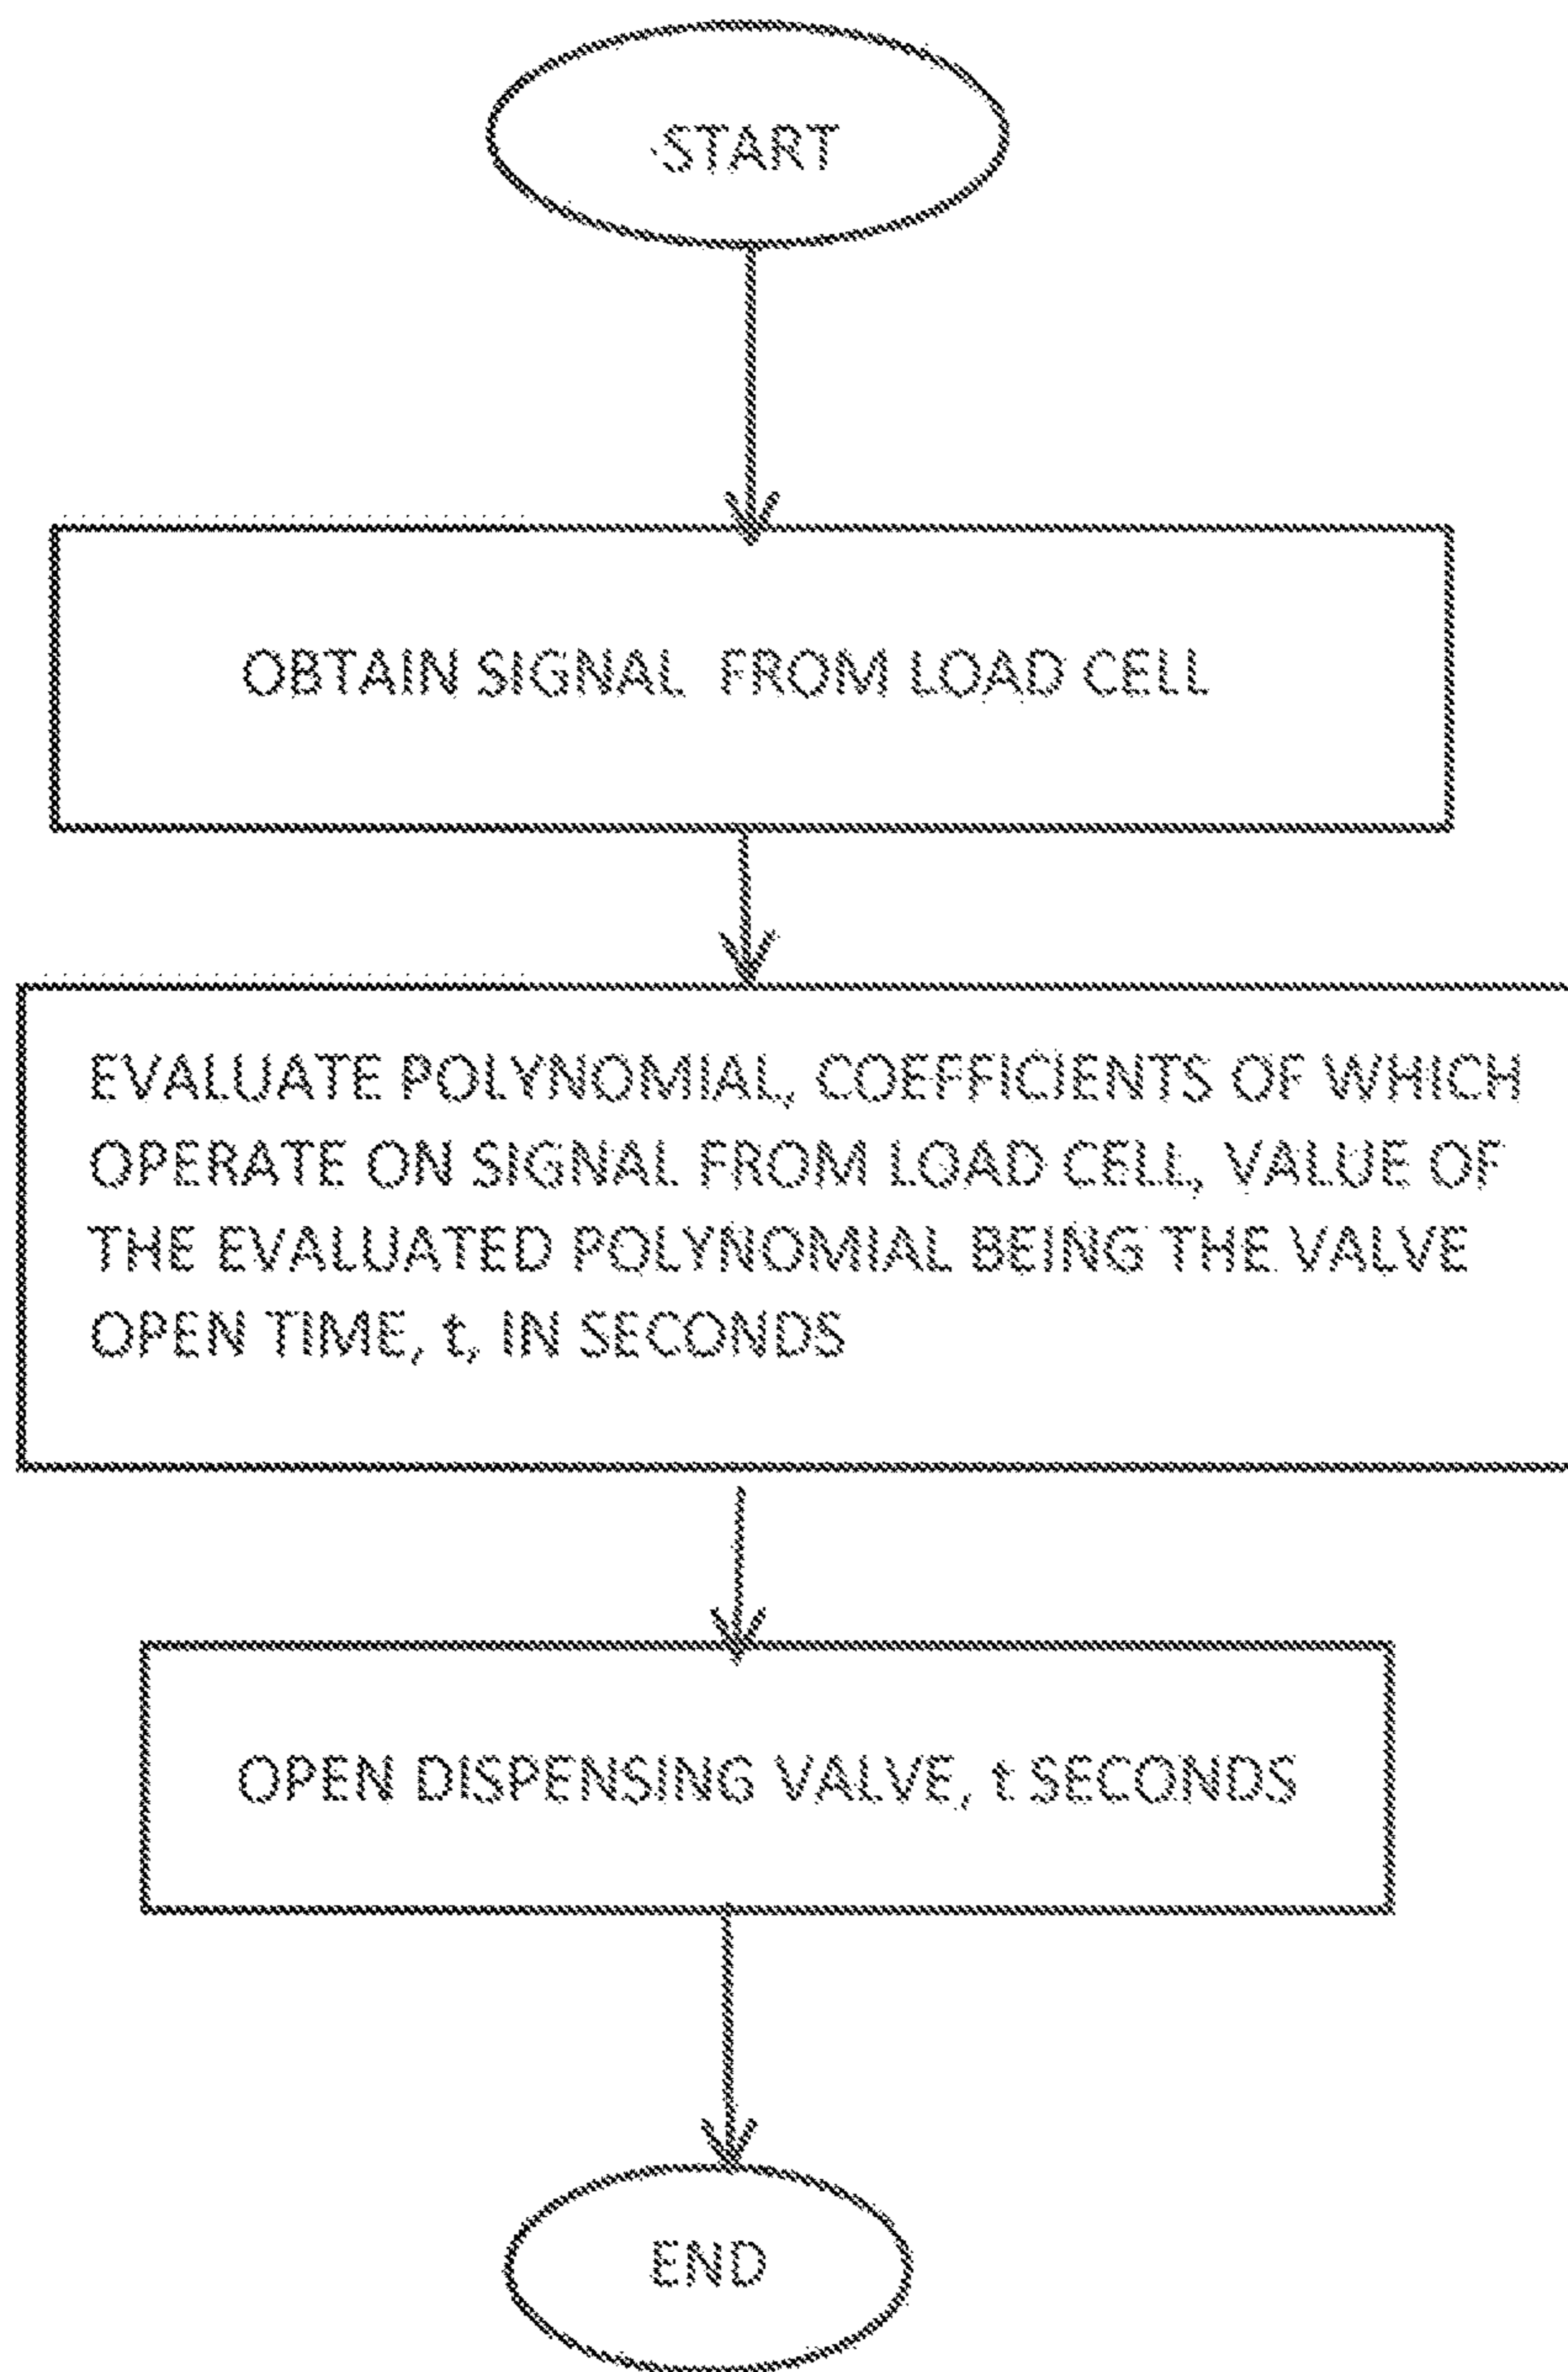 START
OBTAIN SIGNAL FROM LOAD CELL
EVALUATE POLYNOMIAL, COEFFICIENTS OF WHICH
OPERATE ON SIGNAL FROM LOAD CELL, VALUE OF
THE EVALUATED POLYNOMIAL BEING THE VALVE
OPEN TIME, t, IN SECONDS
OPEN DISPENSING VALVE, t SECONDS
END